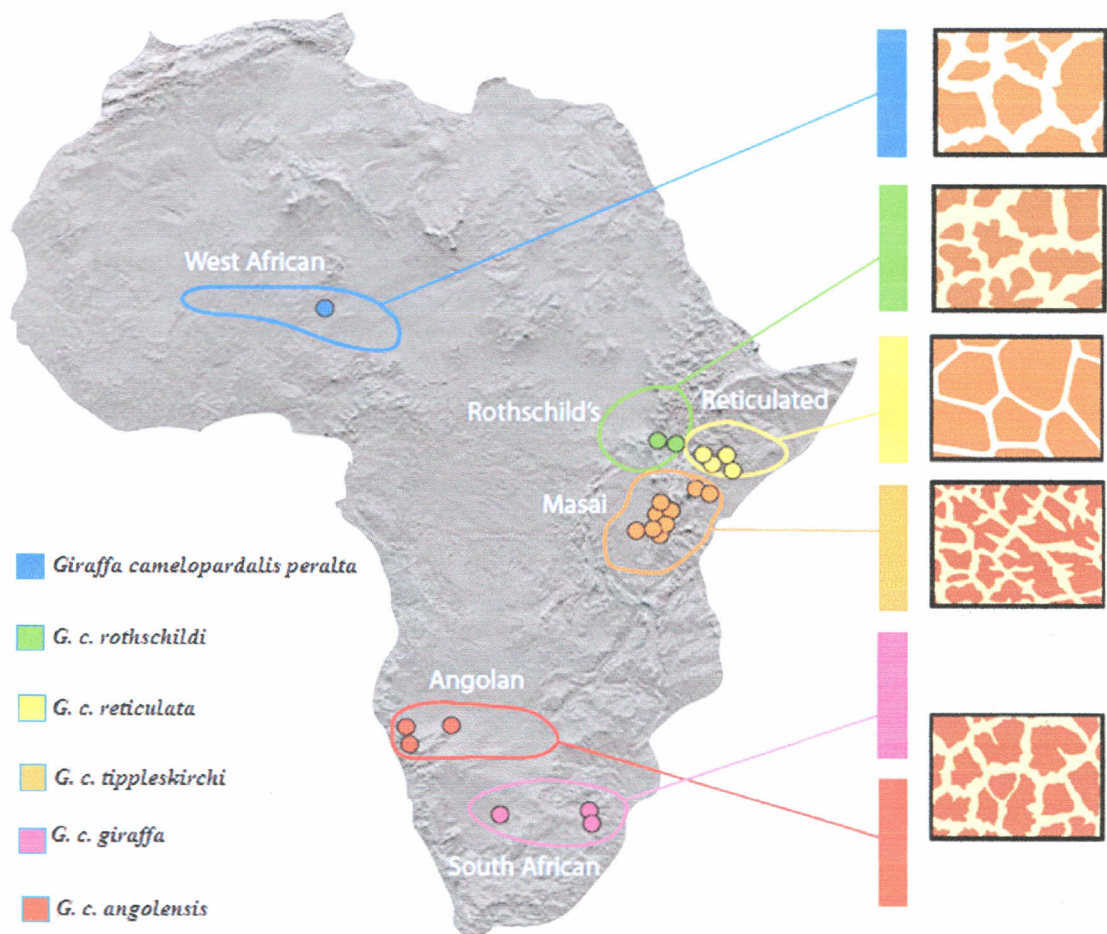 West African
Rothschild's
Reticulated
Masai
Angolan
South African
Giraffa camelopardalis peralta
G. c. rothschildi
G. c. reticulata
G. c. tippleskirchi
G. c. giraffa
G. c. angolensis